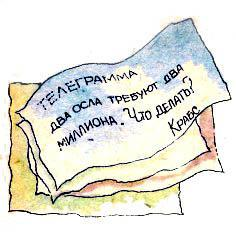 ТЕЛЕГРАММА
ДВА ОСЛА ТРЕБУЮТ ДВА
МИЛЛИОНА. ЧТО ДЕЛАТЬ?
КРАБС